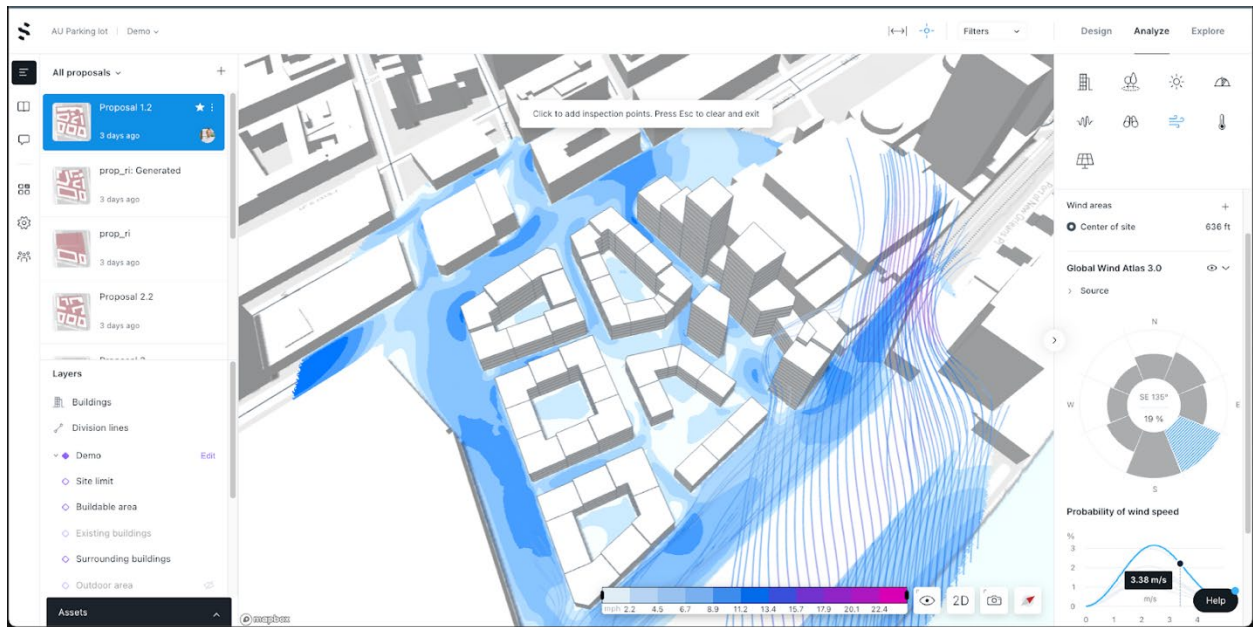 AU Parking lot
Demo
Filters
Design Analyze Explore
All proposals
Proposal 1.2
3 days ago
prop_ri: Generated
3 days ago
prop_ri
3 days ago
Proposal 2.2
3 days ago
Layers
Buildings
Division lines
Demo Edit
Site limit
Buildable area
Existing buildings
Surrounding buildings
Outdoor area
Assets
Click to add inspection points. Press Esc to clear and exit
mapbox
mph 2.2 4.5 6.7 8.9 11.2 13.4 15.7 17.9 20.1 22.4
2D
Wind areas
Center of site 636 ft
Global Wind Atlas 3.0
Source
N
W
E
S
SE 135°
19 %
Probability of wind speed
%
3
2
1
0
3.38 m/s
m/s
0 1 2 3 4
Help